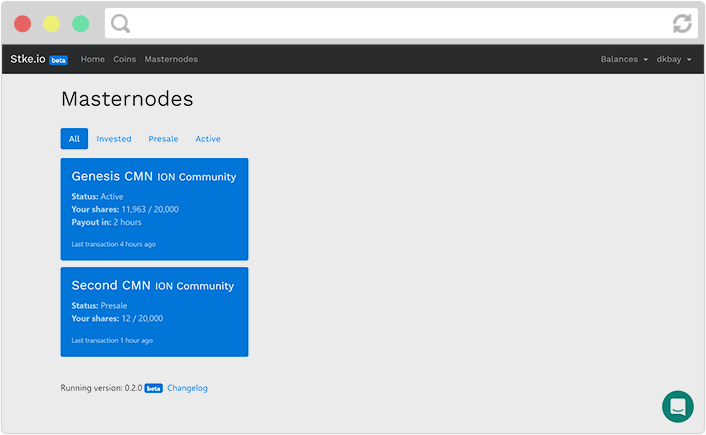 Stke.io beta Home Coins Masternodes Balances dkbay
Masternodes
All Invested Presale Active
Genesis CMN ION Community
Status: Active
Your shares: 11,963 / 20,000
Payout in: 2 hours
Last transaction 4 hours ago
Second CMN ION Community
Status: Presale
Your shares: 12 / 20,000
Last transaction 1 hour ago
Running version: 0.2.0 beta Changelog